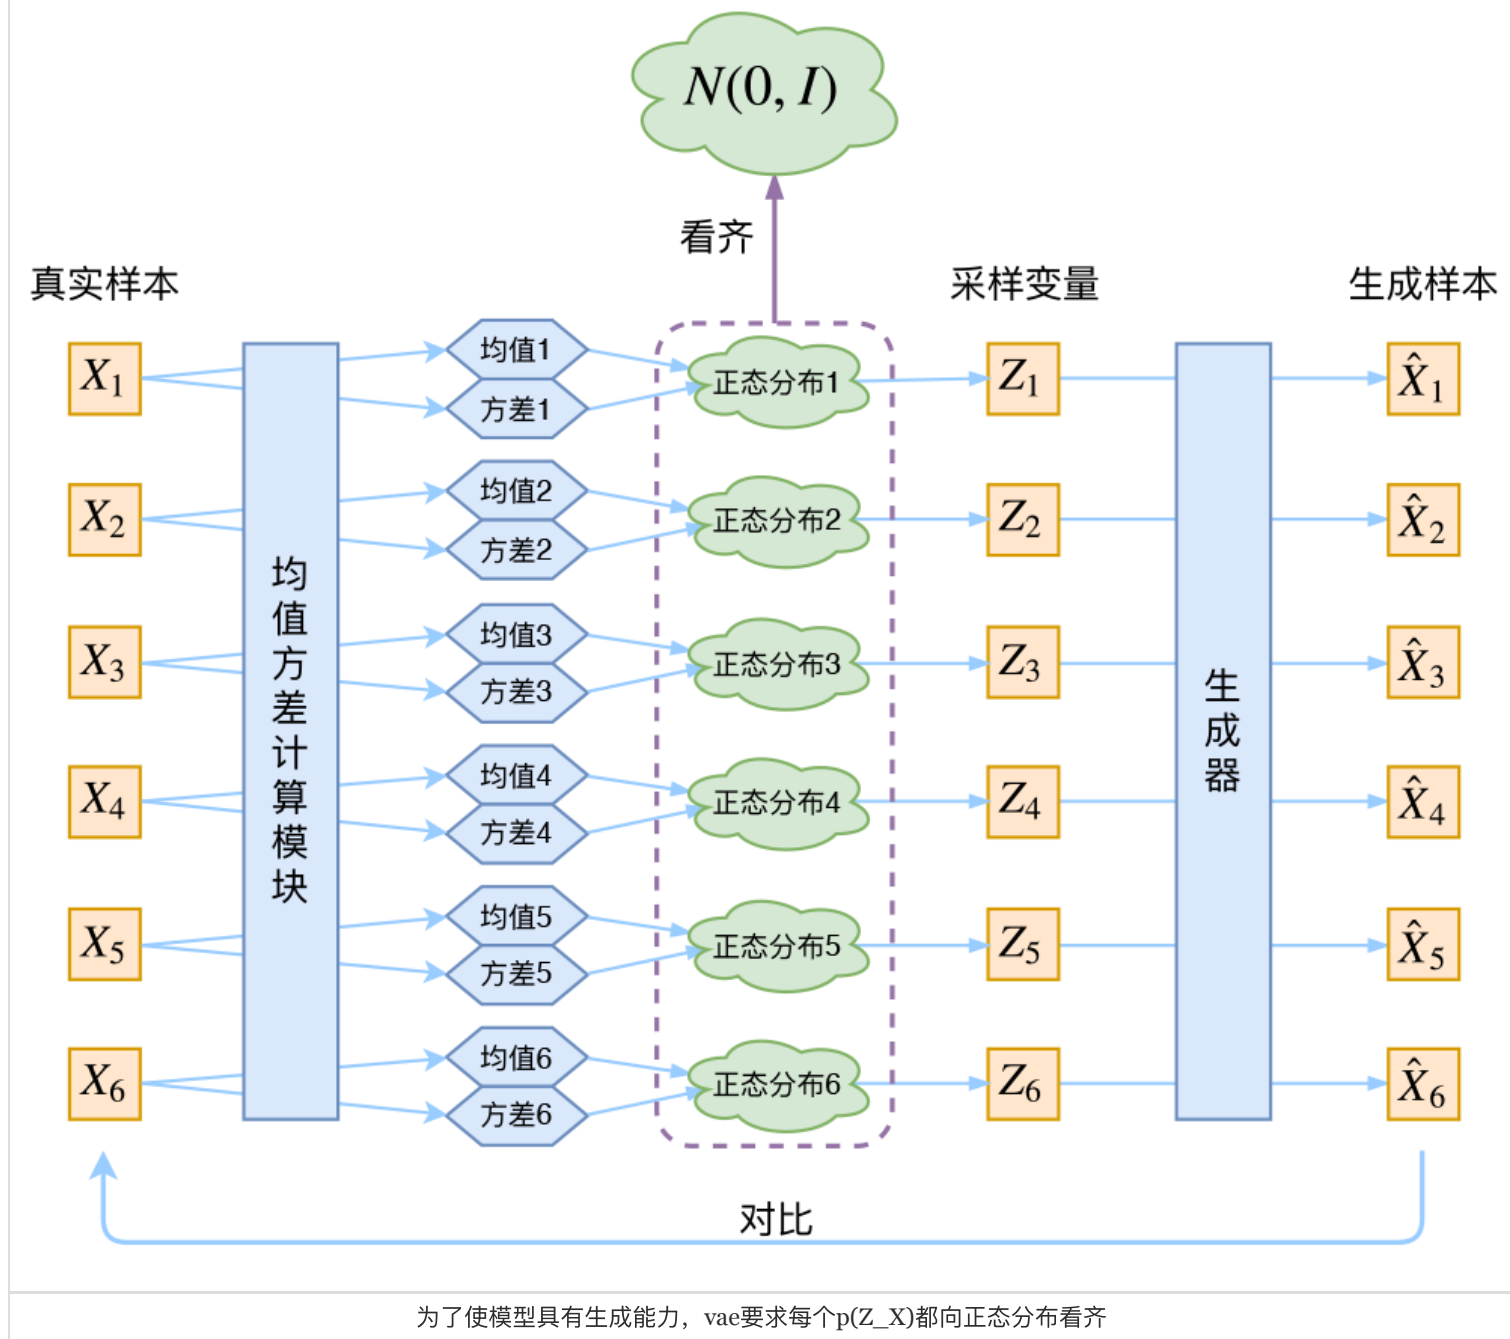 N(0, I)
看齐
真实样本
采样变量
生成样本
X₁
均值1
方差1
正态分布1
Z₁
X̂₁
X₂
均值2
方差2
正态分布2
Z₂
X̂₂
均值方差计算模块
X₃
均值3
方差3
正态分布3
Z₃
X̂₃
生成器
X₄
均值4
方差4
正态分布4
Z₄
X̂₄
X₅
均值5
方差5
正态分布5
Z₅
X̂₅
X₆
均值6
方差6
正态分布6
Z₆
X̂₆
对比
为了使模型具有生成能力，vae要求每个p(Z_X)都向正态分布看齐